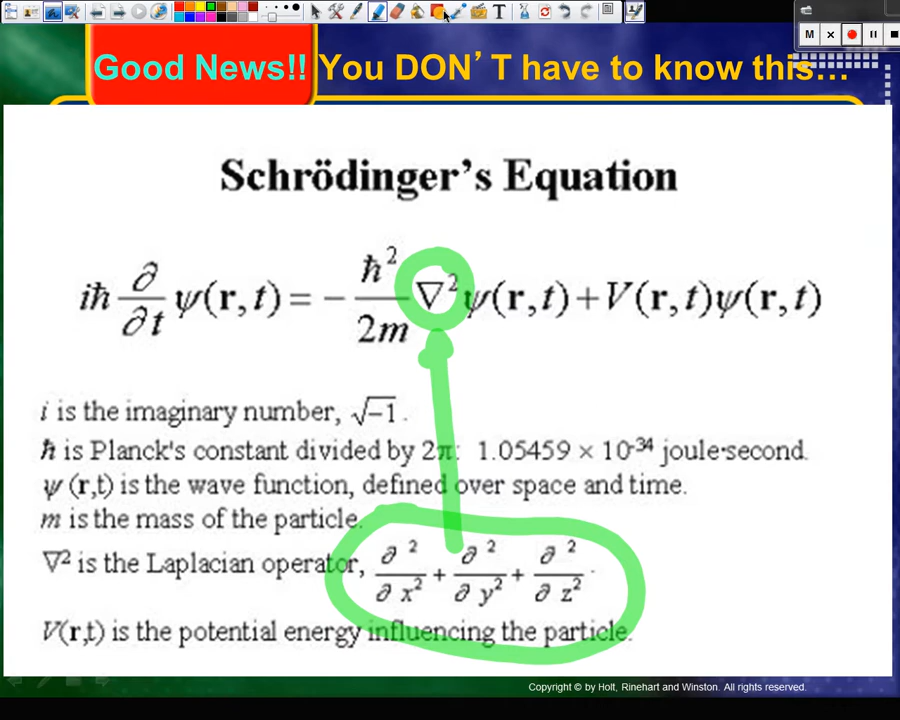 M
Good News!! You DON'T have to know this...
Schrödinger's Equation
iħ ∂/∂t ψ(r,t) = − ħ²/2m ∇²ψ(r,t) + V(r,t)ψ(r,t)
i is the imaginary number, √−1.
ħ is Planck's constant divided by 2π: 1.05459 × 10⁻³⁴ joule·second.
ψ (r,t) is the wave function, defined over space and time.
m is the mass of the particle.
∇² is the Laplacian operator, ∂²/∂x² + ∂²/∂y² + ∂²/∂z².
V(r,t) is the potential energy influencing the particle.
Copyright © by Holt, Rinehart and Winston. All rights reserved.